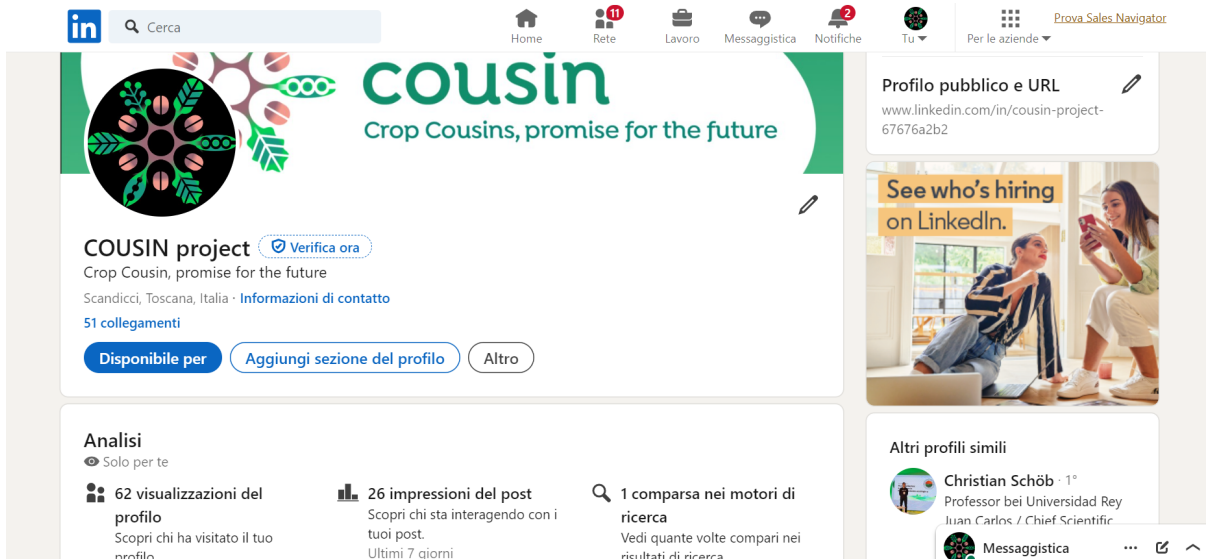 in
Cerca
Home
11
Rete
Lavoro
Messaggistica
2
Notifiche
Tu
Per le aziende
Prova Sales Navigator
cousin
Crop Cousins, promise for the future
COUSIN project
Verifica ora
Crop Cousin, promise for the future
Scandicci, Toscana, Italia · Informazioni di contatto
51 collegamenti
Disponibile per
Aggiungi sezione del profilo
Altro
Analisi
Solo per te
62 visualizzazioni del
profilo
Scopri chi ha visitato il tuo
profilo.
26 impressioni del post
Scopri chi sta interagendo con i
tuoi post.
Ultimi 7 giorni
1 comparsa nei motori di
ricerca
Vedi quante volte compari nei
risultati di ricerca.
Profilo pubblico e URL
www.linkedin.com/in/cousin-project-
67676a2b2
See who's hiring
on LinkedIn.
Altri profili simili
Christian Schöb · 1°
Professor bei Universidad Rey
Juan Carlos / Chief Scientific
Messaggistica